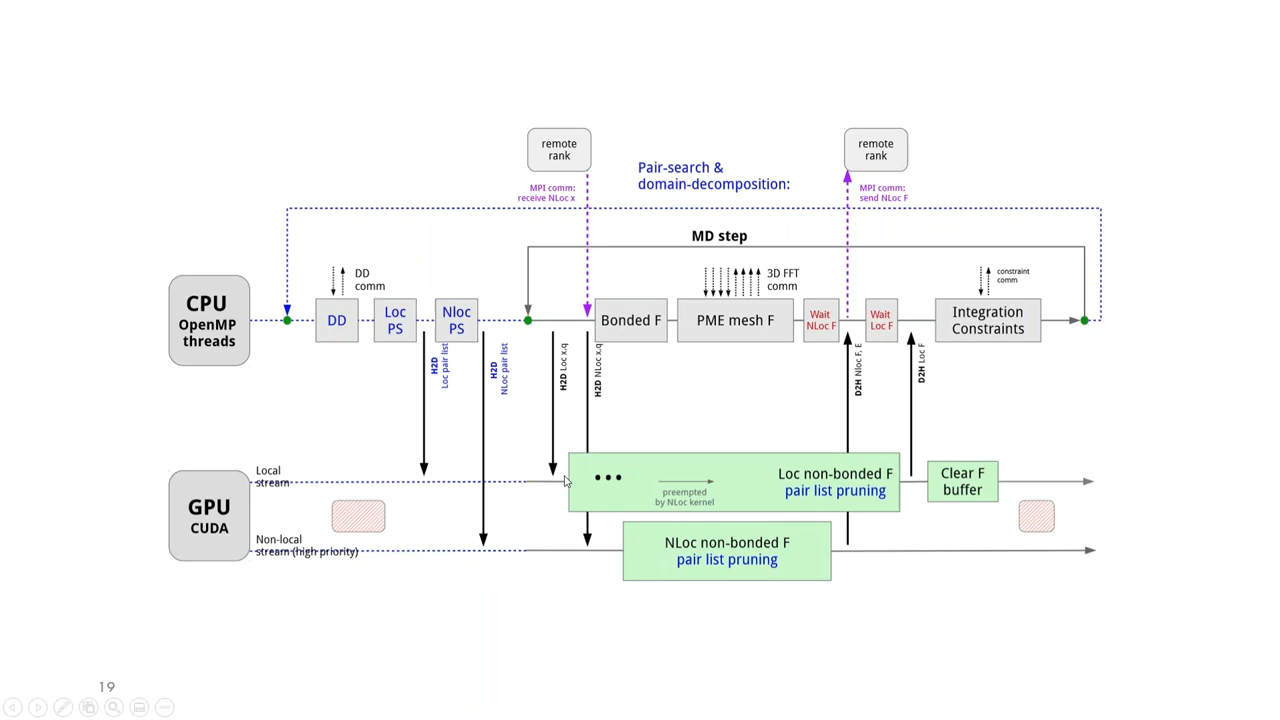 remote
rank
remote
rank
Pair-search &
domain-decomposition:
MPI comm:
receive NLoc x
MPI comm:
send NLoc F
MD step
DD
comm
3D FFT
comm
constraint
comm
CPU
OpenMP
threads
DD
Loc
PS
Nloc
PS
Bonded F
PME mesh F
Wait
NLoc F
Wait
Loc F
Integration
Constraints
H2D
Loc pair list
H2D
NLoc pair list
H2D Loc x,q
H2D NLoc x,q
D2H Nloc F, E
D2H Loc F
GPU
CUDA
Local
stream
Non-local
stream (high priority)
•••
preempted
by NLoc kernel
Loc non-bonded F
pair list pruning
Clear F
buffer
NLoc non-bonded F
pair list pruning
19